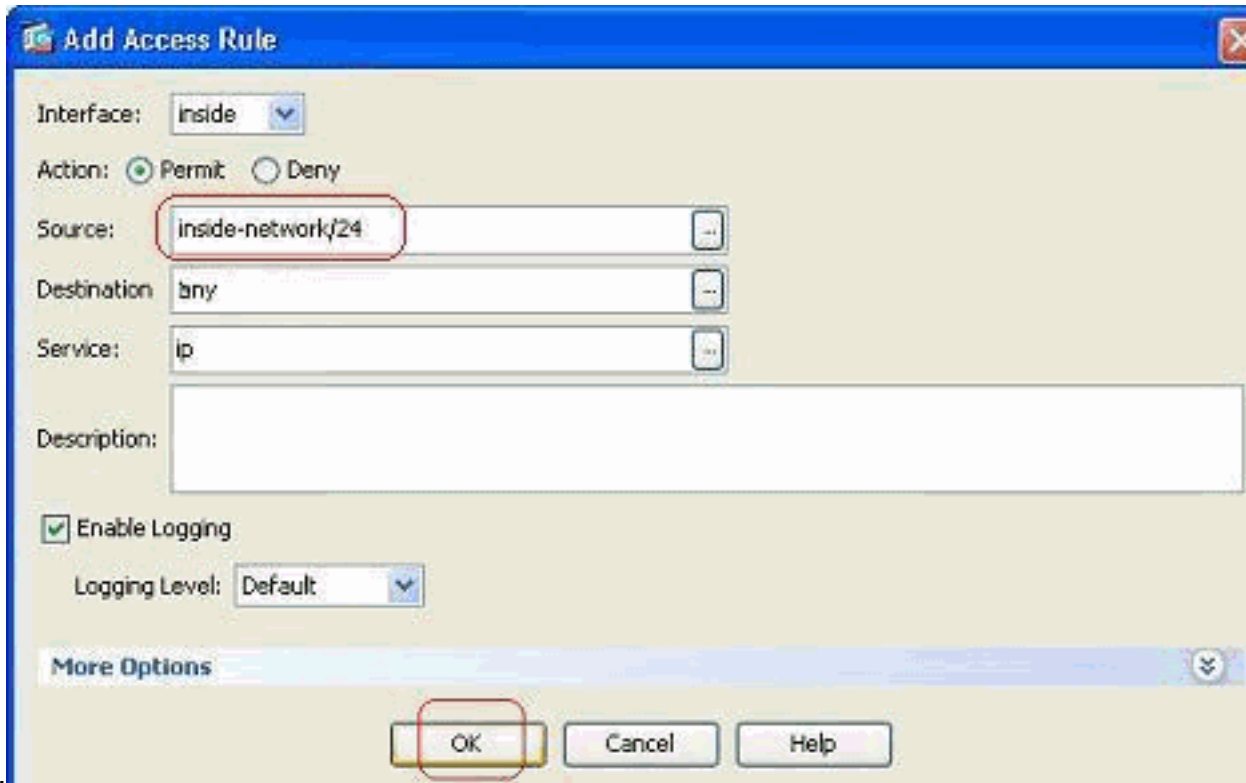 Add Access Rule
Interface: inside
Action: Permit Deny
Source: inside-network/24
Destination any
Service: ip
Description:
Enable Logging
Logging Level: Default
More Options
OK Cancel Help